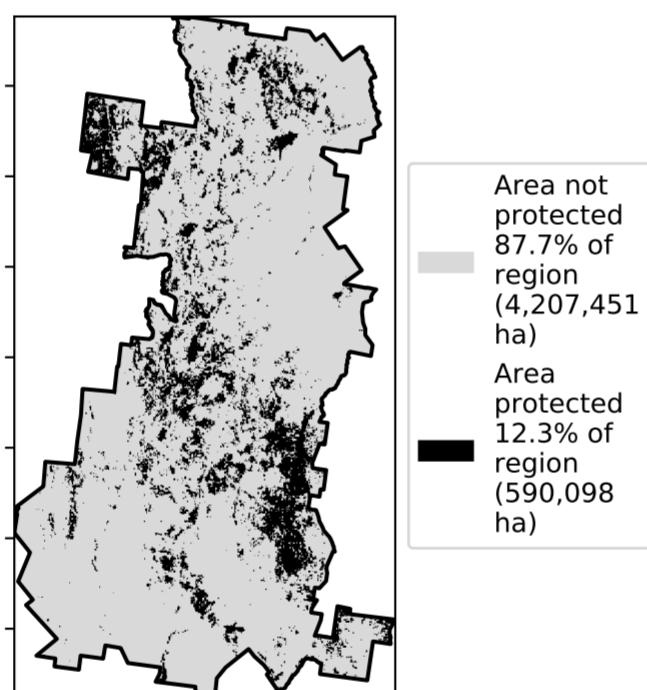 Area not
protected
87.7% of
region
(4,207,451
ha)
Area
protected
12.3% of
region
(590,098
ha)